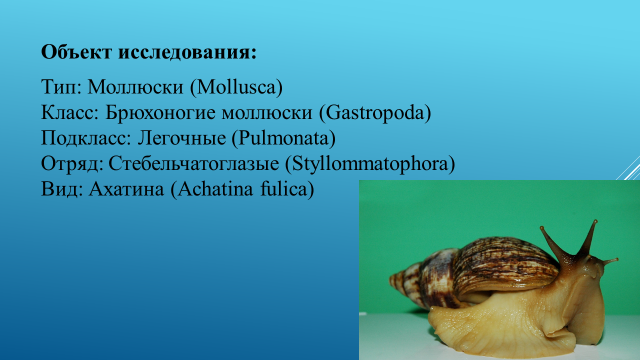 Объект исследования:
Тип: Моллюски (Mollusca)
Класс: Брюхоногие моллюски (Gastropoda)
Подкласс: Легочные (Pulmonata)
Отряд: Стебельчатоглазые (Styllommatophora)
Вид: Ахатина (Achatina fulica)